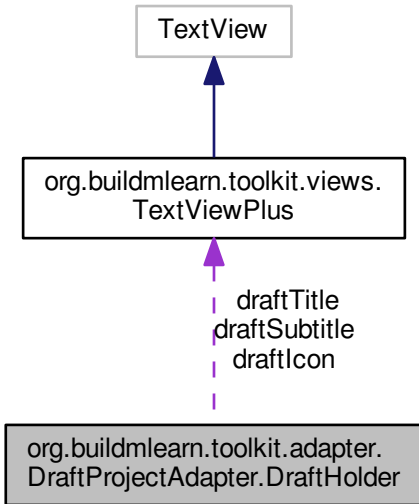 TextView
org.buildmlearn.toolkit.views.
TextViewPlus
draftTitle
draftSubtitle
draftIcon
org.buildmlearn.toolkit.adapter.
DraftProjectAdapter.DraftHolder